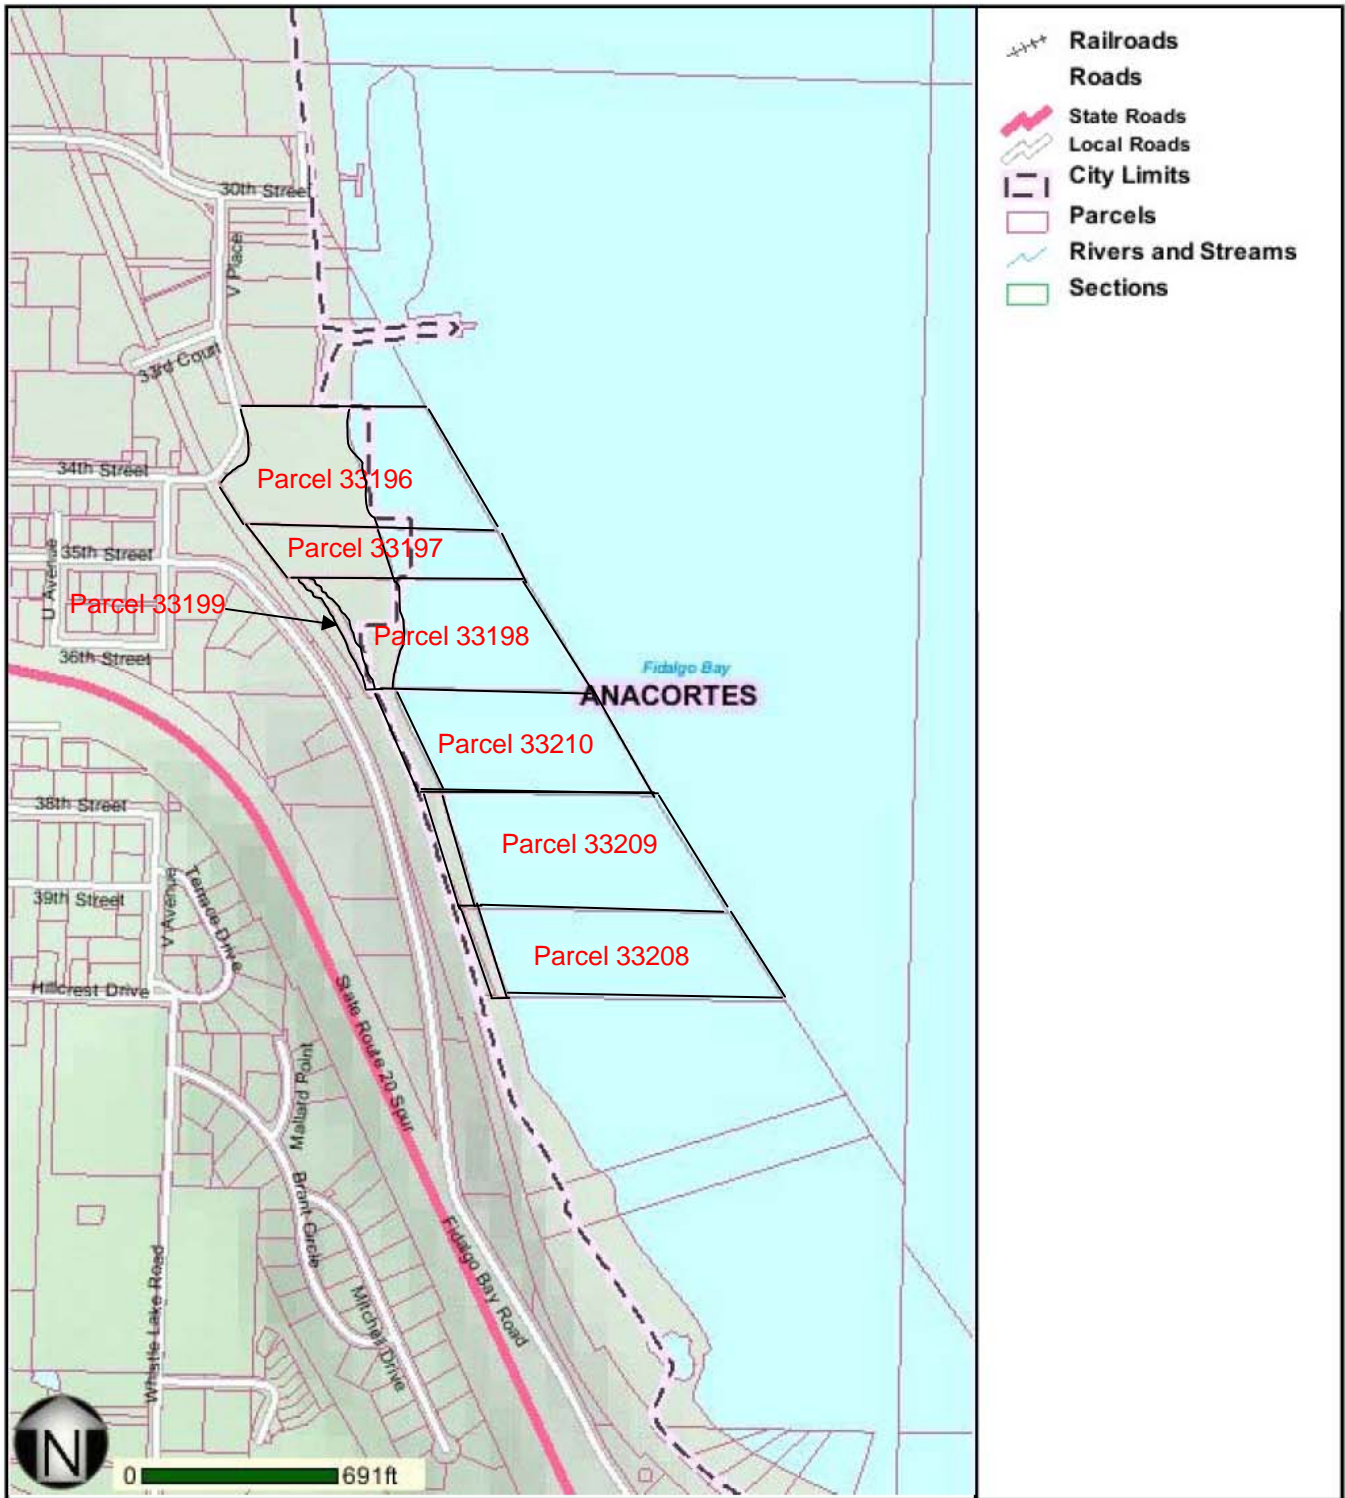 Railroads
Roads
State Roads
Local Roads
City Limits
Parcels
Rivers and Streams
Sections
30th Stree
V Place
33rd Court
34th Street
Parcel 33196
35th Street
Parcel 33197
U Avenue
Parcel 33199
Parcel 33198
36th Street
Fidalgo Bay
ANACORTES
Parcel 33210
38th Street
Parcel 33209
39th Street
V Avenue
Terrace Drive
Parcel 33208
Hillcrest Drive
State Route 20 Spur
Mallard Point
Brant Circle
Fidalgo Bay Road
Whistle Lake Road
Mitchell Drive
N
0 691ft